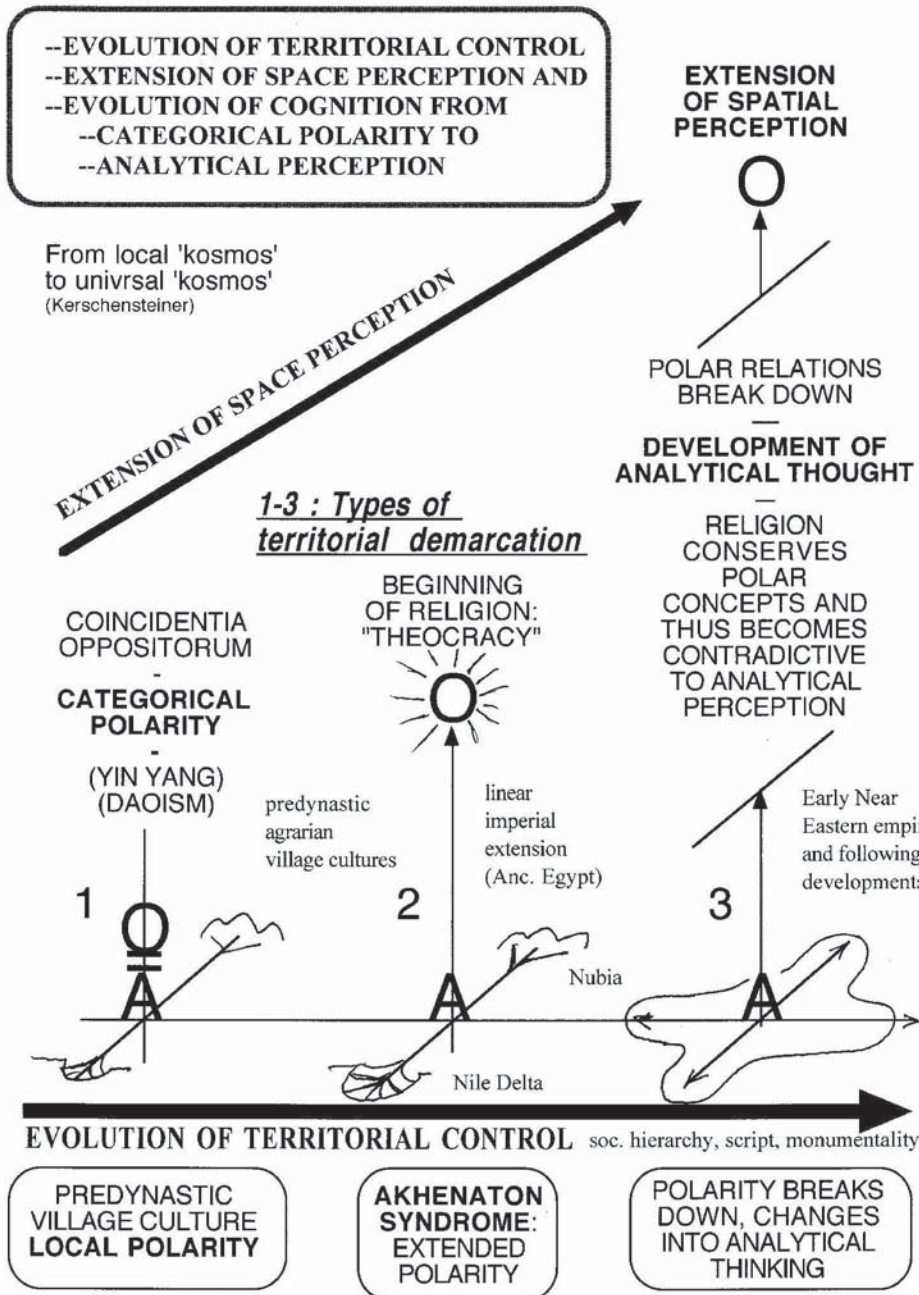 --EVOLUTION OF TERRITORIAL CONTROL
--EXTENSION OF SPACE PERCEPTION AND
--EVOLUTION OF COGNITION FROM
--CATEGORICAL POLARITY TO
--ANALYTICAL PERCEPTION
From local 'kosmos'
to univrsal 'kosmos'
(Kerschensteiner)
EXTENSION OF SPACE PERCEPTION
EXTENSION
OF SPATIAL
PERCEPTION
O
POLAR RELATIONS
BREAK DOWN
—
DEVELOPMENT OF
ANALYTICAL THOUGHT
—
RELIGION
CONSERVES
POLAR
CONCEPTS AND
THUS BECOMES
CONTRADICTIVE
TO ANALYTICAL
PERCEPTION
1-3 : Types of
territorial demarcation
COINCIDENTIA
OPPOSITORUM
-
CATEGORICAL
POLARITY
-
(YIN YANG)
(DAOISM)
predynastic
agrarian
village cultures
1
O
=
A
BEGINNING
OF RELIGION:
"THEOCRACY"
O
linear
imperial
extension
(Anc. Egypt)
2
A
Nubia
Nile Delta
Early Near
Eastern empi
and following
developments
3
A
EVOLUTION OF TERRITORIAL CONTROL soc. hierarchy, script, monumentality
PREDYNASTIC
VILLAGE CULTURE
LOCAL POLARITY
AKHENATON
SYNDROME:
EXTENDED
POLARITY
POLARITY BREAKS
DOWN, CHANGES
INTO ANALYTICAL
THINKING